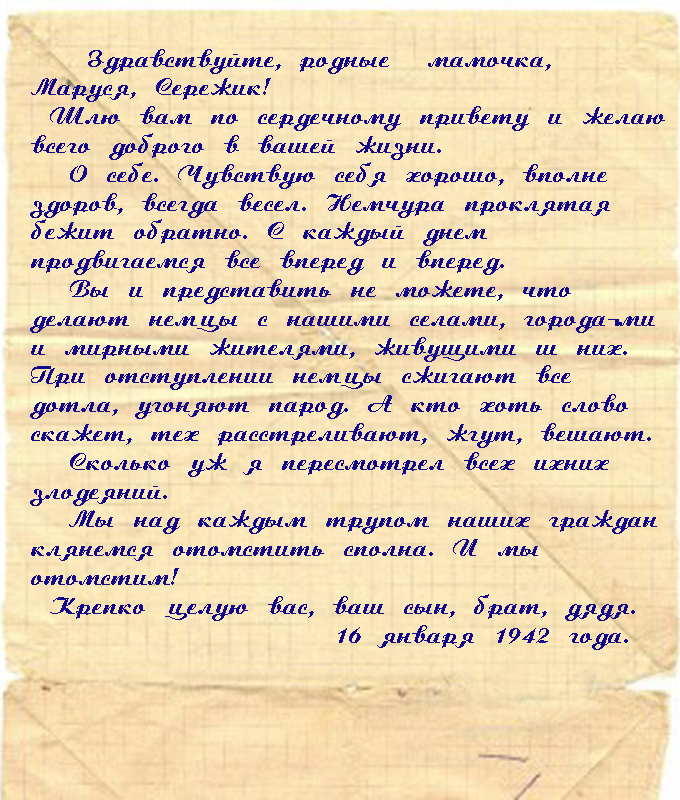 Здравствуйте, родные мамочка,
Маруся, Сережик!
Шлю вам по сердечному привету и желаю
всего доброго в вашей жизни.
О себе. Чувствую себя хорошо, вполне
здоров, всегда весел. Немчура проклятая
бежит обратно. С каждый днем
продвигаемся все вперед и вперед.
Вы и представить не можете, что
делают немцы с нашими селами, города¬ми
и мирными жителями, живущими ш них.
При отступлении немцы сжигают все
дотла, угоняют парод. А кто хоть слово
скажет, тех расстреливают, жгут, вешают.
Сколько уж я пересмотрел всех ихних
злодеяний.
Мы над каждым трупом наших граждан
клянемся отомстить сполна. И мы
отомстим!
Крепко целую вас, ваш сын, брат, дядя.
16 января 1942 года.